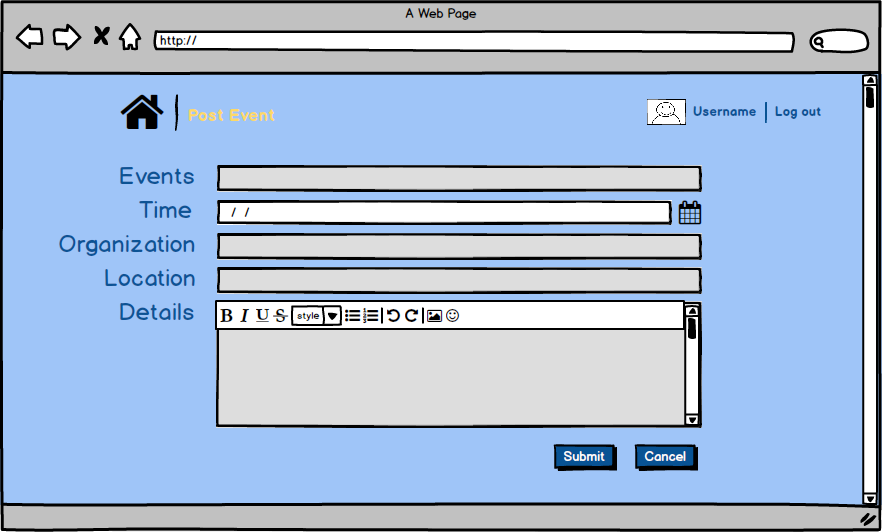 A Web Page
http://
Post Event
Username Log out
Events
Time / /
Organization
Location
Details
B I U S style
Submit Cancel